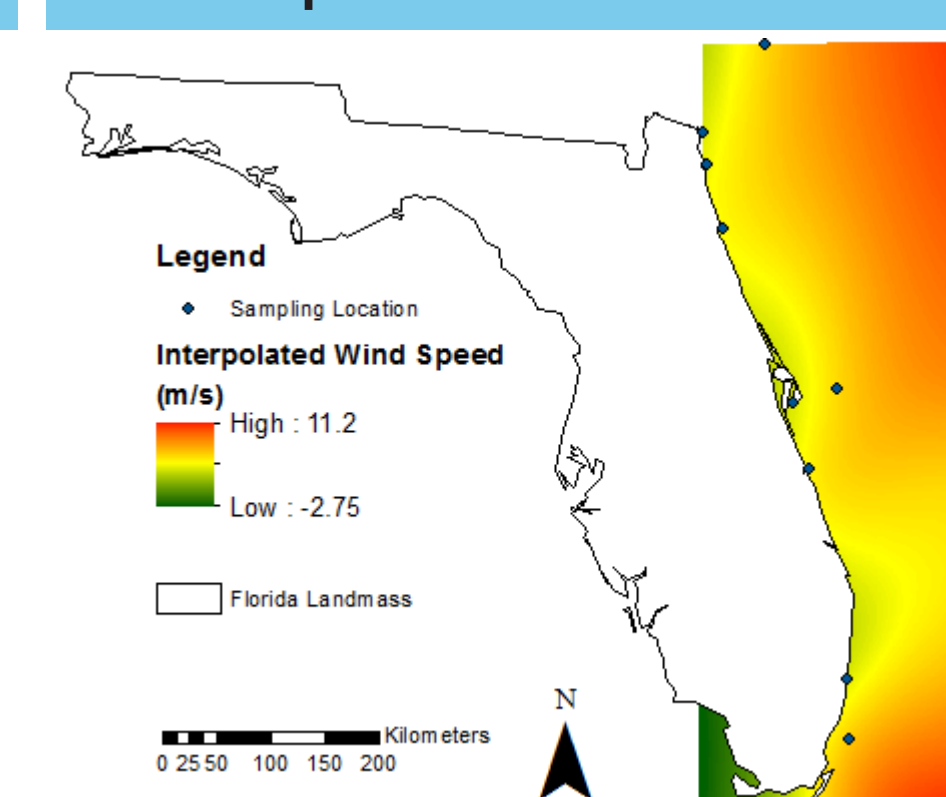 Legend
Sampling Location
Interpolated Wind Speed
(m/s)
High : 11.2
Low : -2.75
Florida Landmass
N
Kilometers
0 25 50 100 150 200